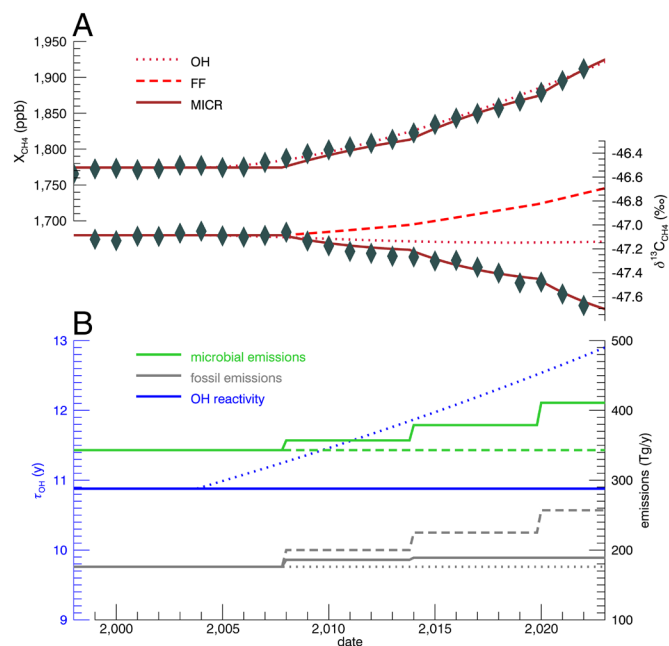 A
1,950
1,900
1,850
1,800
1,750
1,700
X_CH4 (ppb)
OH
FF
MICR
-46.4
-46.6
-46.8
-47.0
-47.2
-47.4
-47.6
δ¹³C_CH4 (‰)
B
13
12
11
10
9
τ_OH (y)
microbial emissions
fossil emissions
OH reactivity
500
400
300
200
100
emissions (Tg/y)
2,000
2,005
2,010
2,015
2,020
date